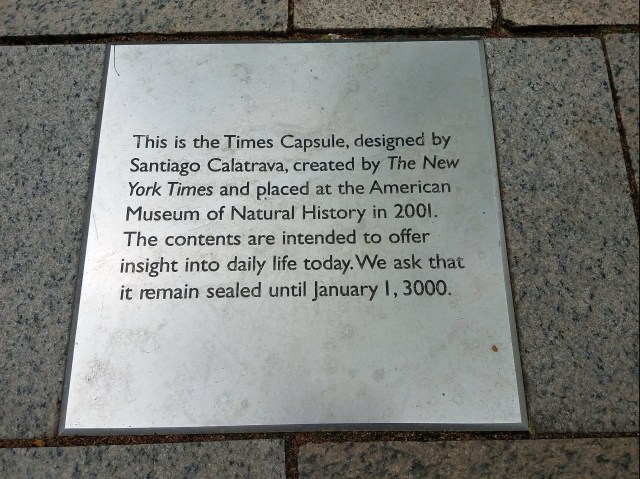 This is the Times Capsule, designed by
Santiago Calatrava, created by The New
York Times and placed at the American
Museum of Natural History in 2001.
The contents are intended to offer
insight into daily life today. We ask that
it remain sealed until January 1, 3000.